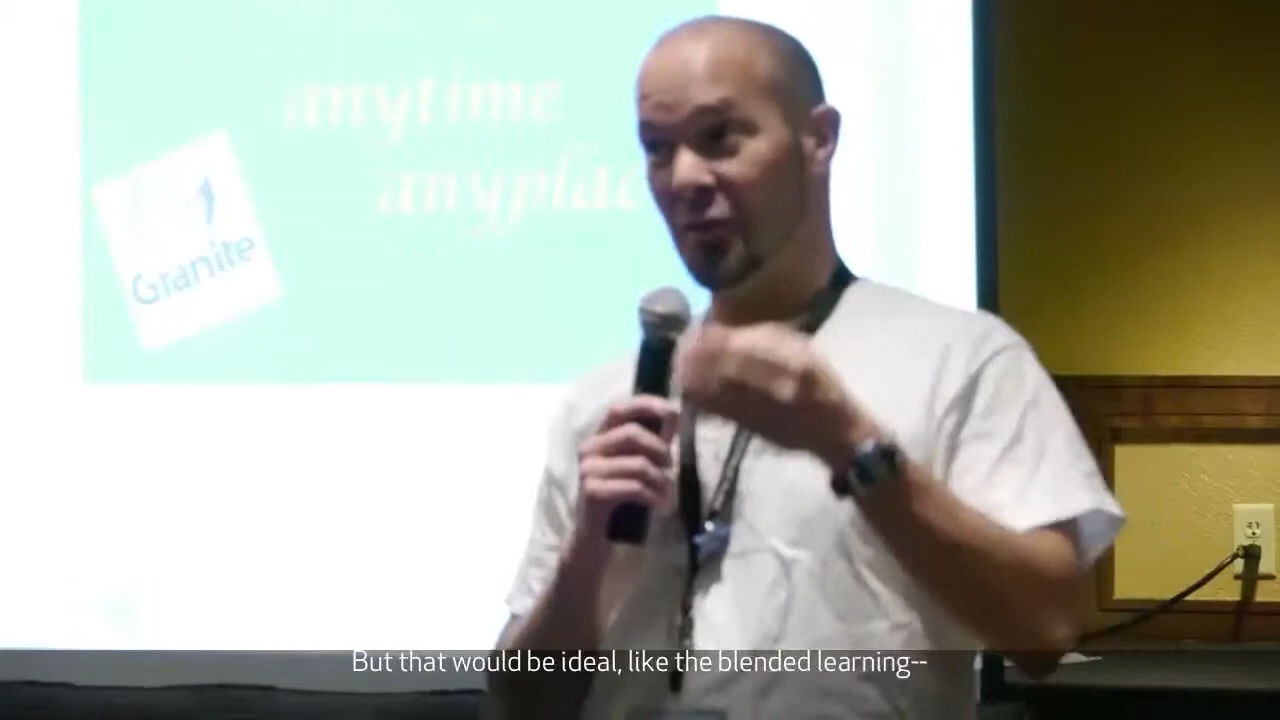 anytime
Granite
But that would be ideal, like the blended learning--